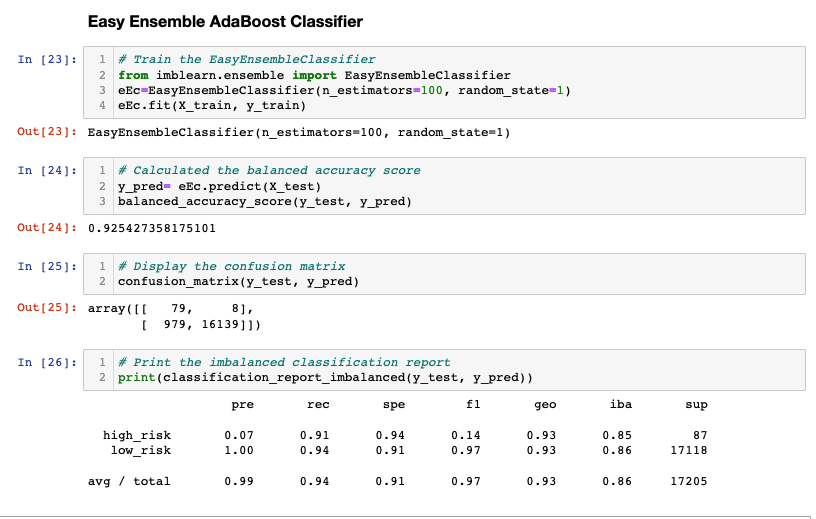 Easy Ensemble AdaBoost Classifier
In [23]:
1 # Train the EasyEnsembleClassifier
2 from imblearn.ensemble import EasyEnsembleClassifier
3 eEc=EasyEnsembleClassifier(n_estimators=100, random_state=1)
4 eEc.fit(X_train, y_train)
Out[23]: EasyEnsembleClassifier(n_estimators=100, random_state=1)
In [24]:
1 # Calculated the balanced accuracy score
2 y_pred= eEc.predict(X_test)
3 balanced_accuracy_score(y_test, y_pred)
Out[24]: 0.925427358175101
In [25]:
1 # Display the confusion matrix
2 confusion_matrix(y_test, y_pred)
Out[25]: array([[   79,     8],
       [  979, 16139]])
In [26]:
1 # Print the imbalanced classification report
2 print(classification_report_imbalanced(y_test, y_pred))
pre rec spe f1 geo iba sup
high_risk 0.07 0.91 0.94 0.14 0.93 0.85 87
low_risk 1.00 0.94 0.91 0.97 0.93 0.86 17118
avg / total 0.99 0.94 0.91 0.97 0.93 0.86 17205